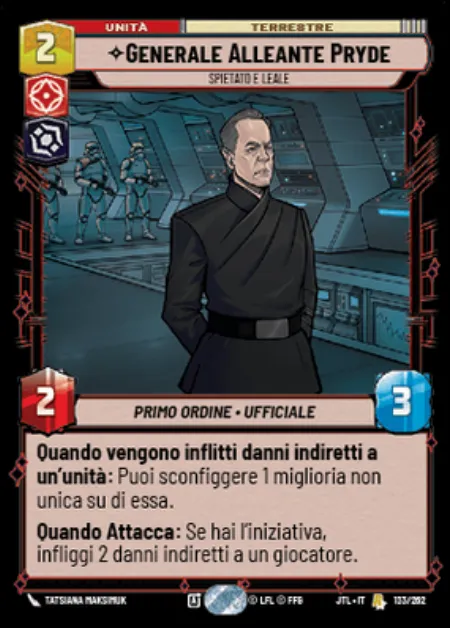 UNITÀ
TERRESTRE
2
GENERALE ALLEANTE PRYDE
SPIETATO E LEALE
2
PRIMO ORDINE • UFFICIALE
3
Quando vengono inflitti danni indiretti a
un'unità: Puoi sconfiggere 1 miglioria non
unica su di essa.
Quando Attacca: Se hai l'iniziativa,
infliggi 2 danni indiretti a un giocatore.
TATSIANA MAKSIMUK
© LFL © FFG
JTL • IT
133/262